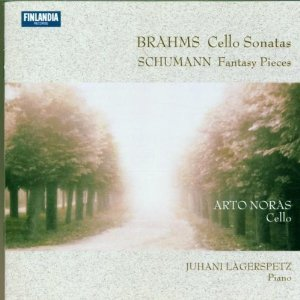 FINLANDIA
RECORDS
BRAHMS Cello Sonatas
SCHUMANN Fantasy Pieces
ARTO NORAS
Cello
JUHANI LAGERSPETZ
Piano